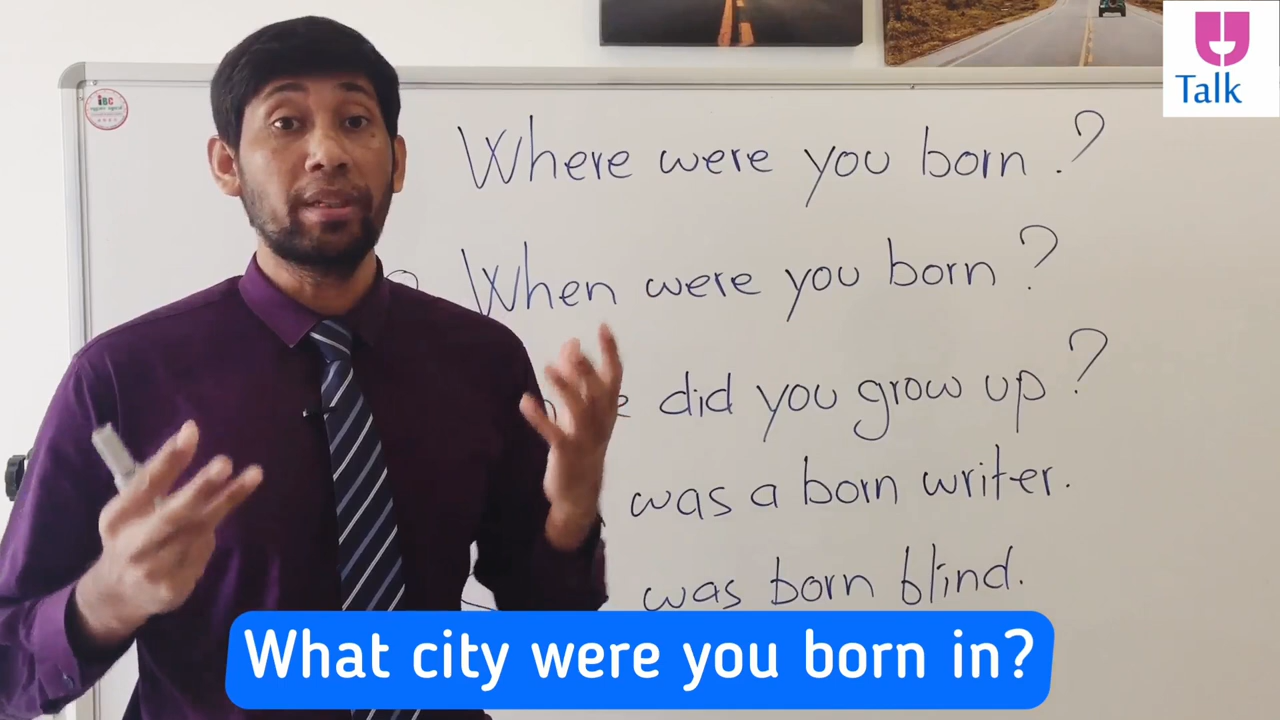 Talk
iBC
Where were you born ?
When were you born ?
did you grow up ?
was a born writer.
was born blind.
What city were you born in?